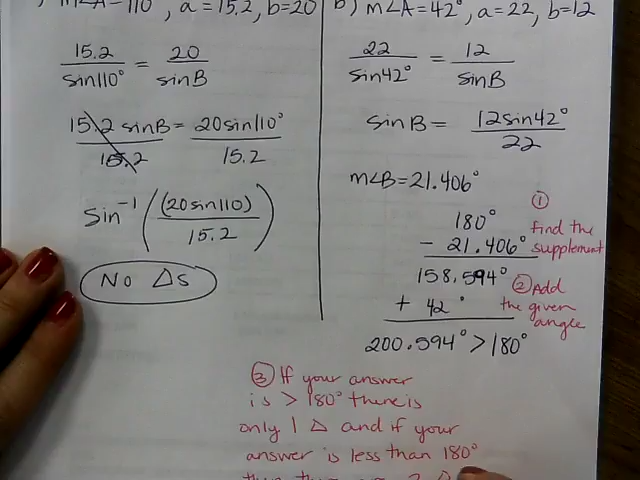 m∠A=110°, a=15.2, b=20
15.2/sin110° = 20/sinB
15.2 sinB/15.2 = 20sin110°/15.2
sin⁻¹((20sin110)/15.2)
No △s
b) m∠A=42°, a=22, b=12
22/sin42° = 12/sinB
sinB = 12sin42°/22
m∠B=21.406°
180°
- 21.406°
158.594°
+ 42°
200.594° > 180°
① find the
supplement
② Add
the given
angle
③ If your answer
is > 180° there is
only 1 △ and if your
answer is less than 180°